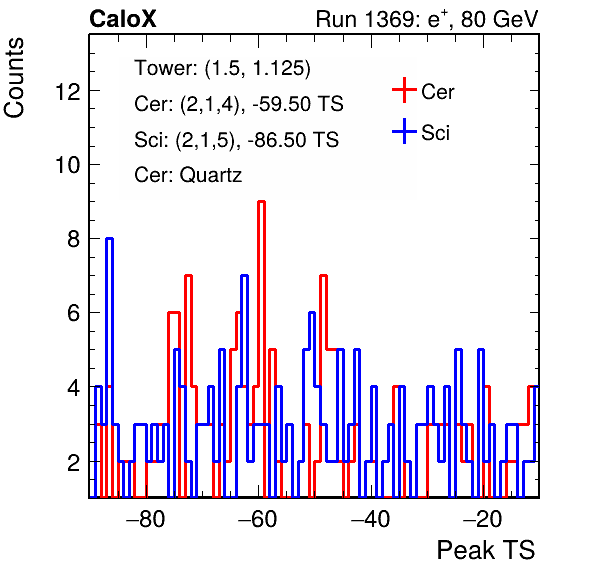 CaloX Run 1369: e⁺, 80 GeV
Counts
Tower: (1.5, 1.125)
Cer: (2,1,4), -59.50 TS
Sci: (2,1,5), -86.50 TS
Cer: Quartz
Cer
Sci
12
10
8
6
4
2
−80 −60 −40 −20
Peak TS